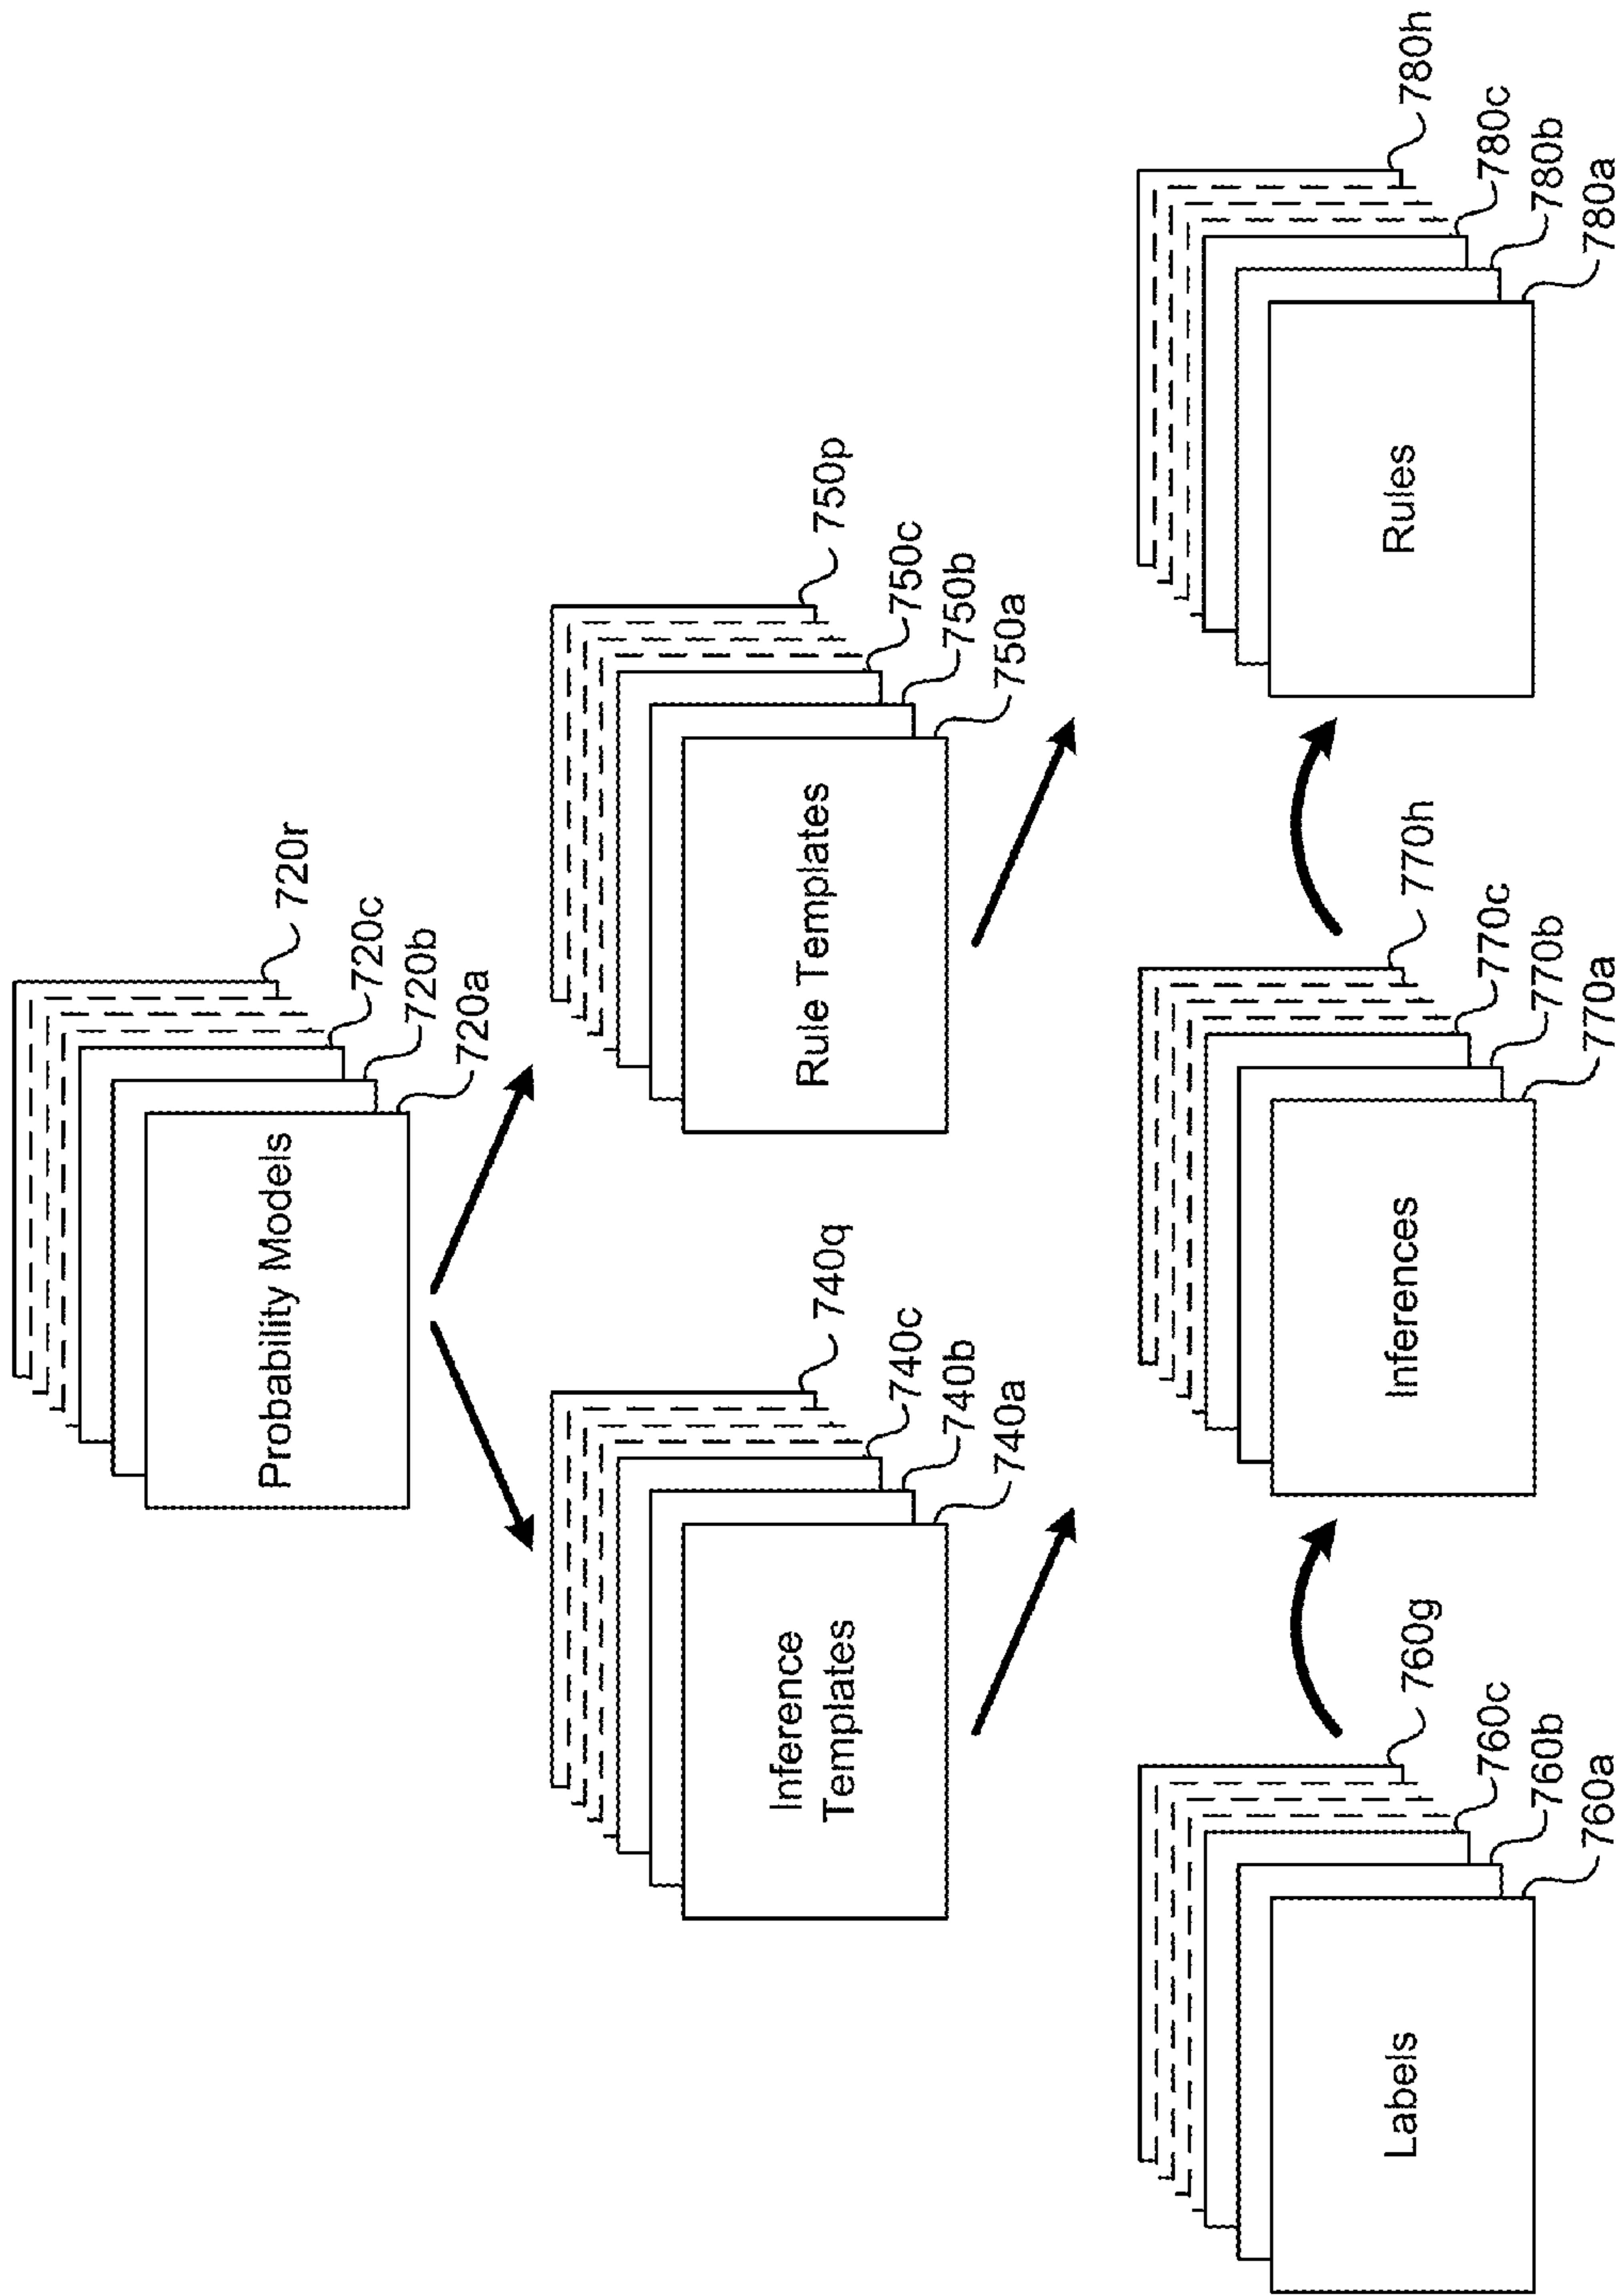 Probability Models
720r
720c
720b
720a
Inference
Templates
740q
740c
740b
740a
Rule Templates
750p
750c
750b
750a
Labels
760g
760c
760b
760a
Inferences
770h
770c
770b
770a
Rules
780h
780c
780b
780a